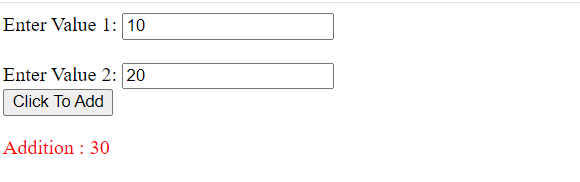 Enter Value 1: 10
Enter Value 2: 20
Click To Add
Addition : 30